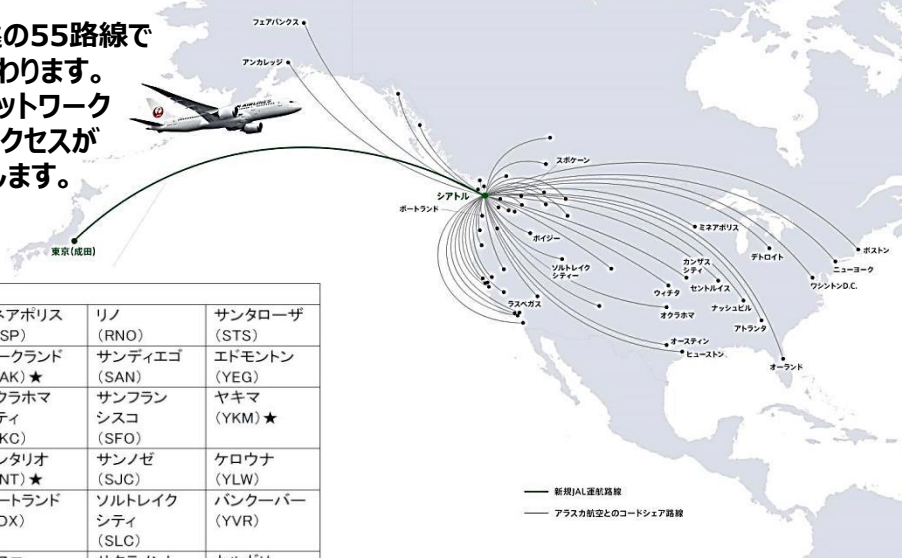 の55路線で
わります。
ットワーク
クセスが
します。
フェアバンクス
アンカレッジ
スポケーン
シアトル
ポートランド
東京(成田)
ボイジー
ミネアポリス
デトロイト
ボストン
ニューヨーク
ワシントンD.C.
ソルトレイク
シティー
カンザス
シティ
ウィチタ
セントルイス
ナッシュビル
ラスベガス
オクラホマ
アトランタ
オースティン
ヒューストン
オーランド
アポリス
リノ
サンタローザ
SP)
(RNO)
(STS)
ークランド
サンディエゴ
エドモントン
AK)★
(SAN)
(YEG)
クラホマ
サンフラン
ヤキマ
ティ
シスコ
(YKM)★
KC)
(SFO)
ンタリオ
サンノゼ
ケロウナ
NT)★
(SJC)
(YLW)
ートランド
ソルトレイク
バンクーバー
DX)
シティ
(YVR)
(SLC)
新規JAL運航路線
アラスカ航空とのコードシェア路線